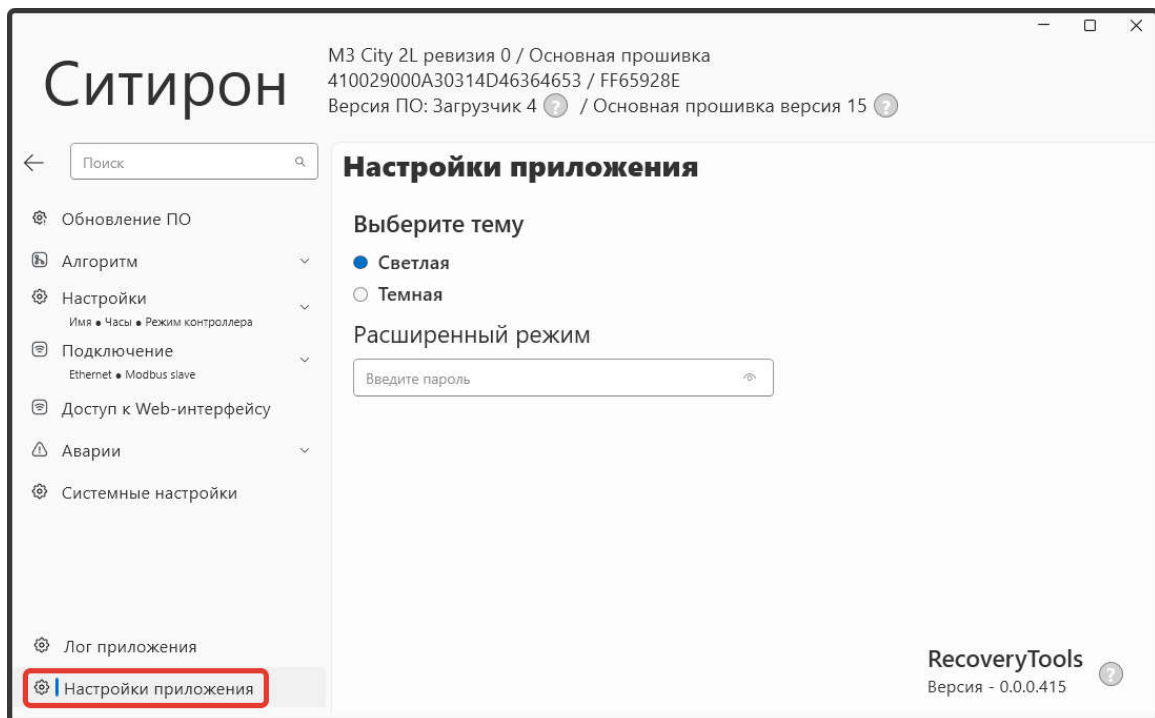 Ситирон
M3 City 2L ревизия 0 / Основная прошивка
410029000A30314D46364653 / FF65928E
Версия ПО: Загрузчик 4 ? / Основная прошивка версия 15 ?
Поиск
Обновление ПО
Алгоритм
Настройки
Имя • Часы • Режим контроллера
Подключение
Ethernet • Modbus slave
Доступ к Web-интерфейсу
Аварии
Системные настройки
Лог приложения
Настройки приложения
Настройки приложения
Выберите тему
Светлая
Темная
Расширенный режим
Введите пароль
RecoveryTools
?
Версия - 0.0.0.415